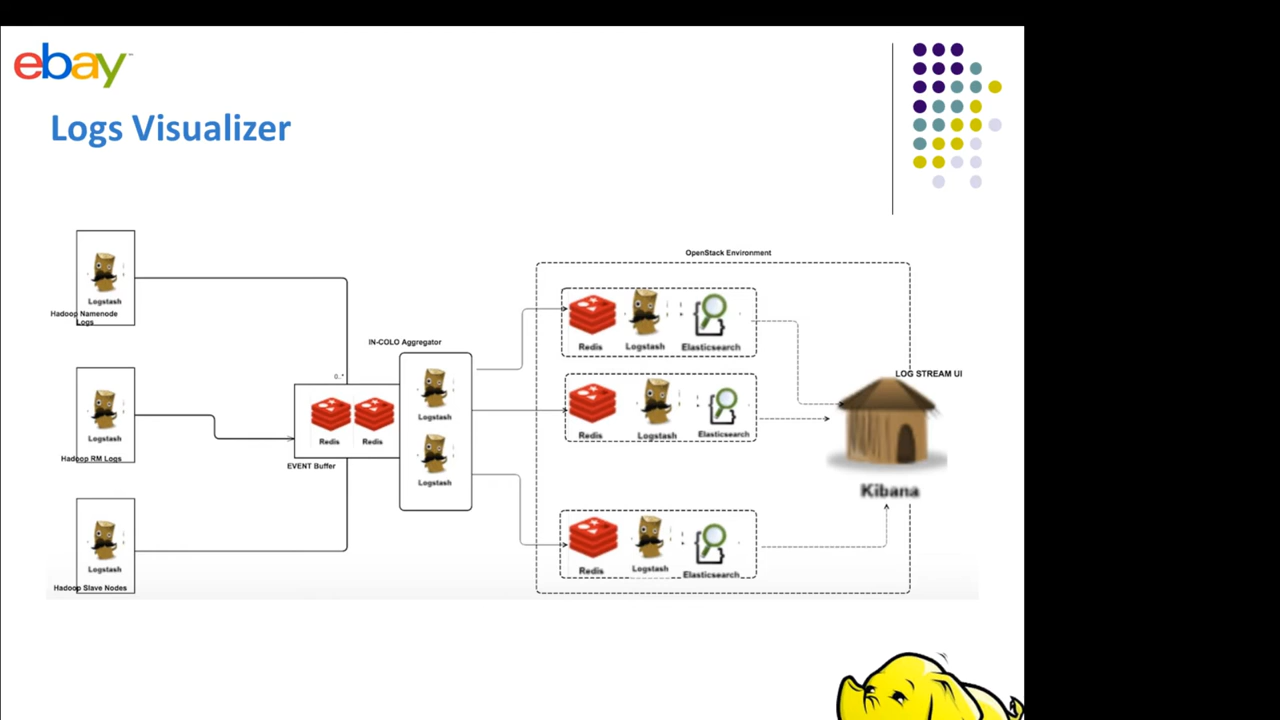 ebay
Logs Visualizer
OpenStack Environment
Logstash
Hadoop Namenode
Logs
Redis
Logstash
Elasticsearch
IN-COLO Aggregator
0..*
LOG STREAM UI
Logstash
Hadoop RM Logs
Redis
Redis
EVENT Buffer
Logstash
Logstash
Redis
Logstash
Elasticsearch
Kibana
Logstash
Hadoop Slave Nodes
Redis
Logstash
Elasticsearch